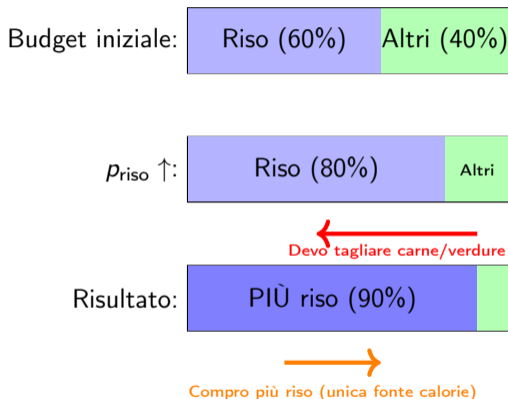 Budget iniziale: Riso (60%) Altri (40%)
p_riso ↑: Riso (80%) Altri
Devo tagliare carne/verdure
Risultato: PIÙ riso (90%)
Compro più riso (unica fonte calorie)